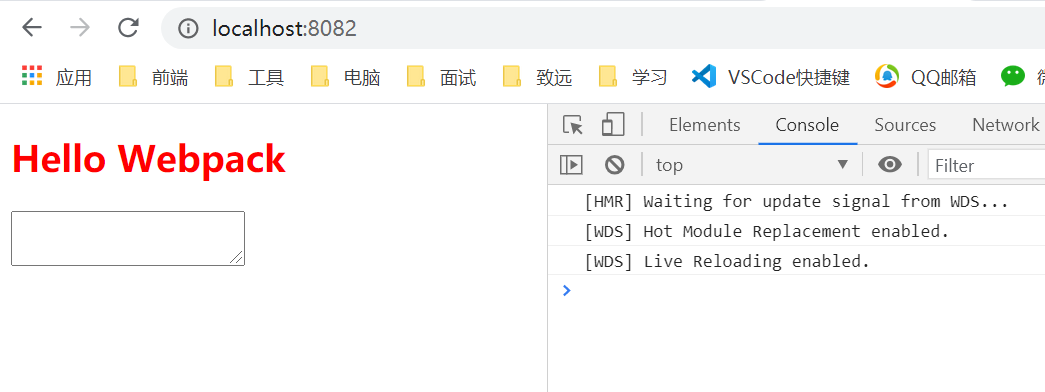 localhost:8082
应用 前端 工具 电脑 面试 致远 学习 VSCode快捷键 QQ邮箱
Hello Webpack
Elements Console Sources Network
top Filter
[HMR] Waiting for update signal from WDS...
[WDS] Hot Module Replacement enabled.
[WDS] Live Reloading enabled.